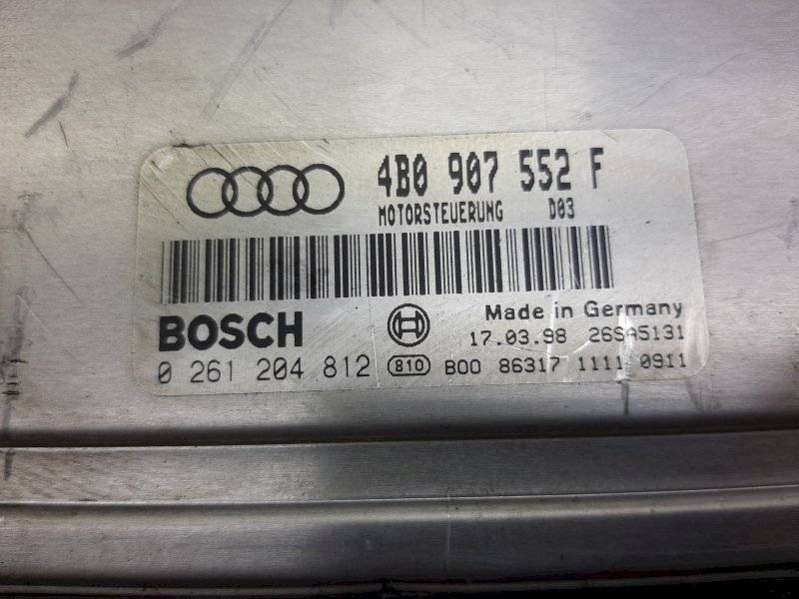 4B0 907 552 F
MOTORSTEUERUNG D03
BOSCH
Made in Germany
17.03.98 26SA5131
0 261 204 812
810 B00 86317 1111 0911